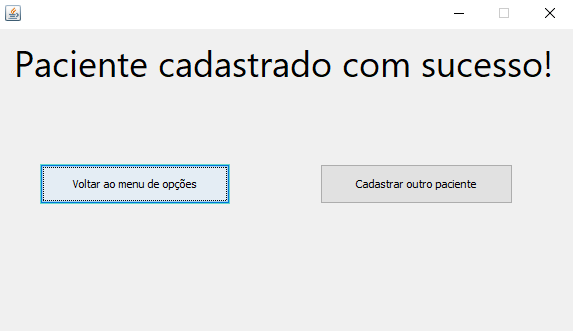 Paciente cadastrado com sucesso!
Voltar ao menu de opções
Cadastrar outro paciente